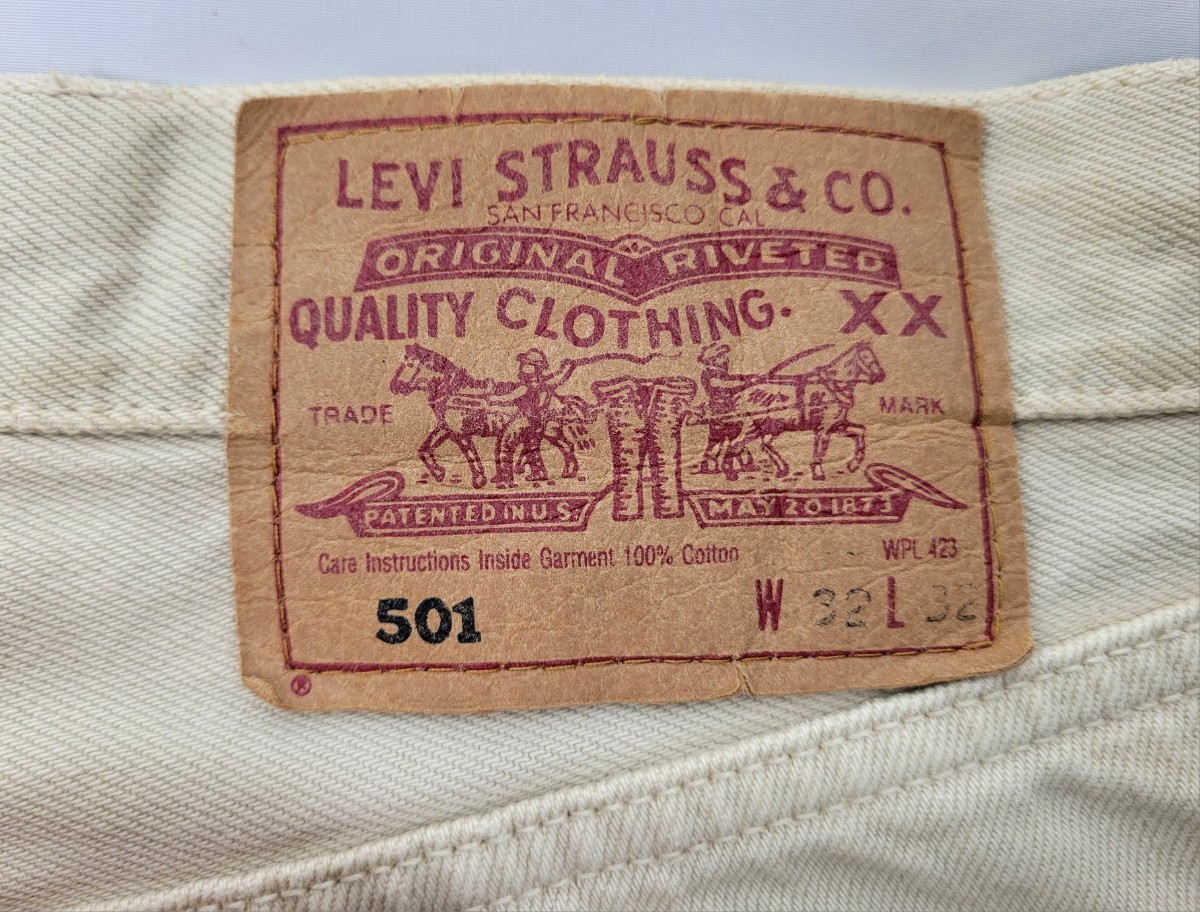 LEVI STRAUSS & CO.
SAN FRANCISCO CAL
ORIGINAL RIVETED
QUALITY CLOTHING. XX
TRADE MARK
PATENTED IN U.S. MAY 20 1873
Care Instructions Inside Garment 100% Cotton WPL 423
501 W 32 L 32
®